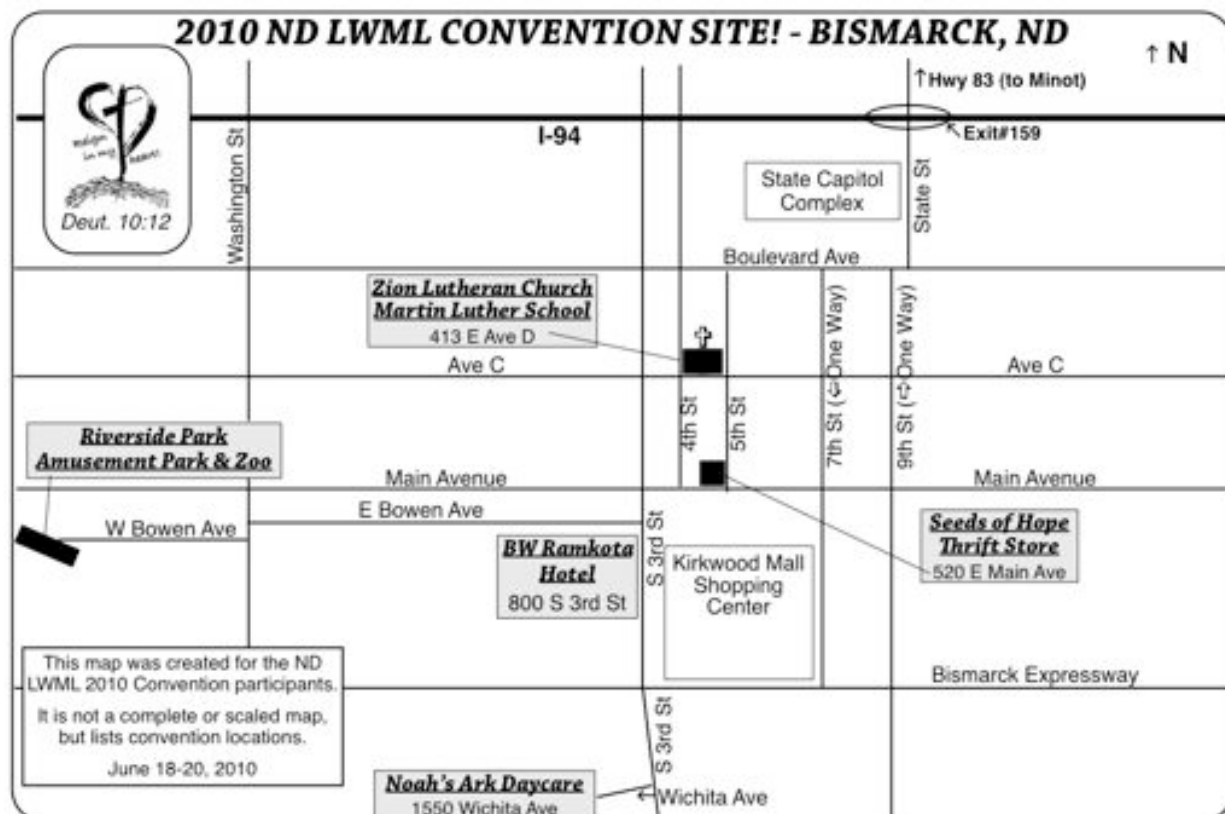 2010 ND LWML CONVENTION SITE! - BISMARCK, ND
↑ N
↑Hwy 83 (to Minot)
I-94
Exit#159
in my
Deut. 10:12
Washington St
State Capitol
Complex
State St
Boulevard Ave
Zion Lutheran Church
Martin Luther School
413 E Ave D
Ave C
Ave C
4th St
5th St
7th St (⇦One Way)
9th St (⇨One Way)
Riverside Park
Amusement Park & Zoo
Main Avenue
Main Avenue
W Bowen Ave
E Bowen Ave
S 3rd St
BW Ramkota
Hotel
800 S 3rd St
Kirkwood Mall
Shopping
Center
Seeds of Hope
Thrift Store
520 E Main Ave
Bismarck Expressway
This map was created for the ND
LWML 2010 Convention participants.
It is not a complete or scaled map,
but lists convention locations.
June 18-20, 2010
S 3rd St
Noah's Ark Daycare
1550 Wichita Ave
←Wichita Ave